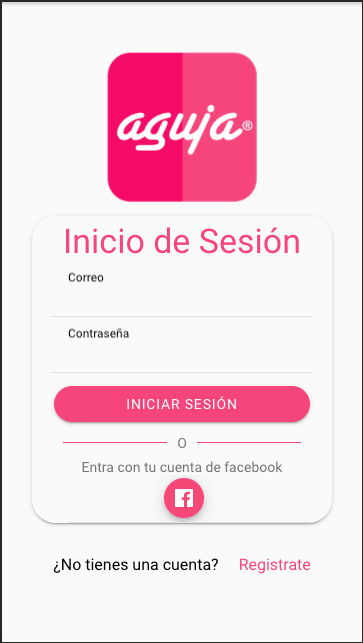 aguja®
Inicio de Sesión
Correo
Contraseña
INICIAR SESIÓN
O
Entra con tu cuenta de facebook
¿No tienes una cuenta? Registrate